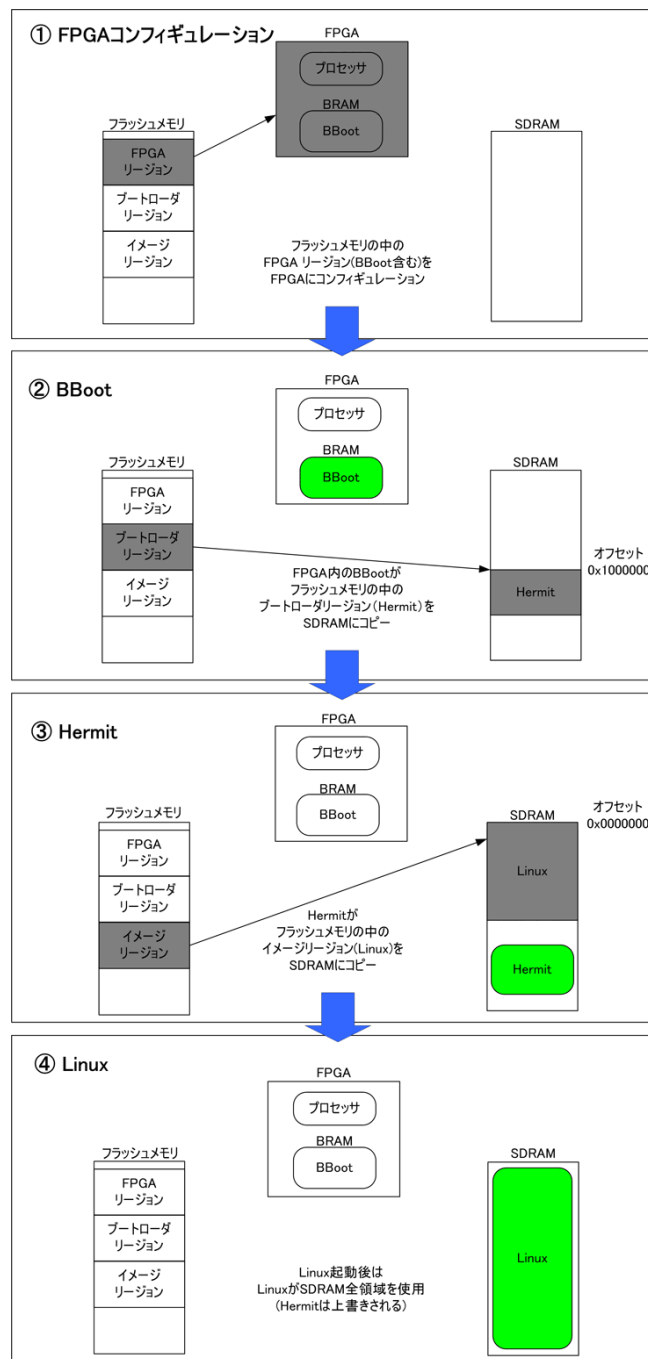 ① FPGAコンフィギュレーション
FPGA
プロセッサ
BRAM
BBoot
フラッシュメモリ
FPGA
リージョン
ブートローダ
リージョン
イメージ
リージョン
SDRAM
フラッシュメモリの中の
FPGA リージョン(BBoot含む)を
FPGAにコンフィギュレーション
② BBoot
FPGA
プロセッサ
BRAM
BBoot
フラッシュメモリ
FPGA
リージョン
ブートローダ
リージョン
イメージ
リージョン
SDRAM
オフセット
0x1000000
Hermit
FPGA内のBBootが
フラッシュメモリの中の
ブートローダリージョン(Hermit)を
SDRAMにコピー
③ Hermit
FPGA
プロセッサ
BRAM
BBoot
フラッシュメモリ
FPGA
リージョン
ブートローダ
リージョン
イメージ
リージョン
SDRAM
オフセット
0x0000000
Linux
Hermit
Hermitが
フラッシュメモリの中の
イメージリージョン(Linux)を
SDRAMにコピー
④ Linux
FPGA
プロセッサ
BRAM
BBoot
フラッシュメモリ
FPGA
リージョン
ブートローダ
リージョン
イメージ
リージョン
SDRAM
Linux
Linux起動後は
LinuxがSDRAM全領域を使用
(Hermitは上書きされる)